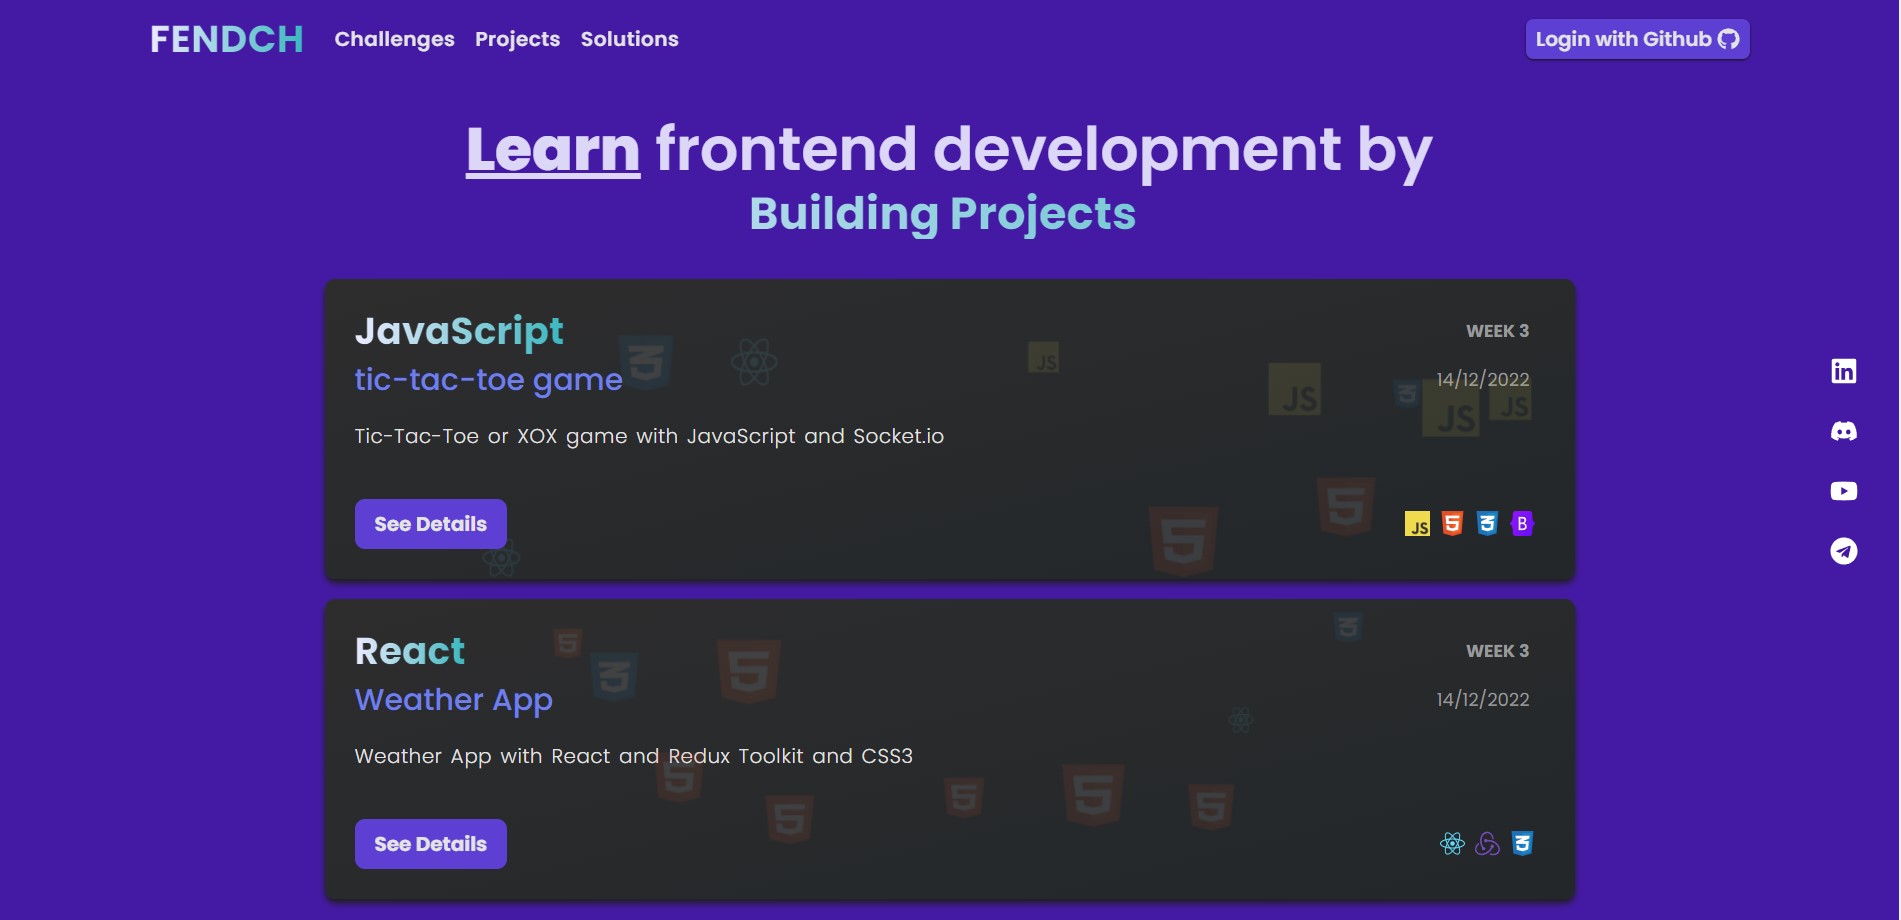 FENDCH Challenges Projects Solutions Login with Github
Learn frontend development by
Building Projects
JavaScript WEEK 3
tic-tac-toe game 14/12/2022
Tic-Tac-Toe or XOX game with JavaScript and Socket.io
See Details
React WEEK 3
Weather App 14/12/2022
Weather App with React and Redux Toolkit and CSS3
See Details